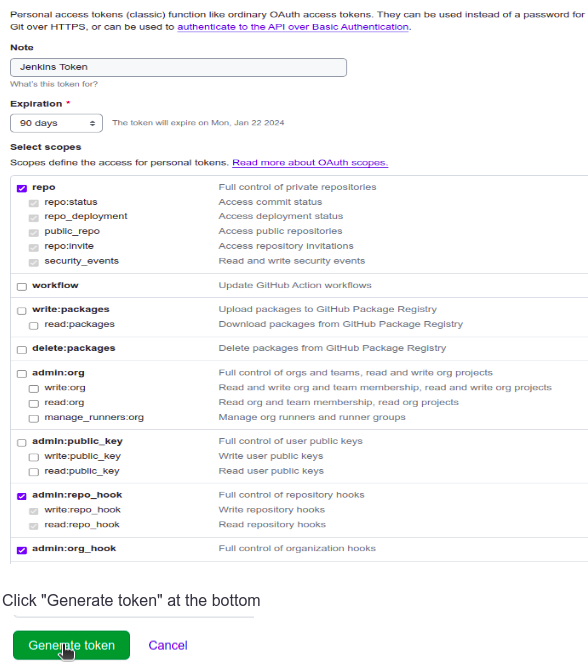 Personal access tokens (classic) function like ordinary OAuth access tokens. They can be used instead of a password for
Git over HTTPS, or can be used to authenticate to the API over Basic Authentication.
Note
Jenkins Token
What's this token for?
Expiration *
90 days The token will expire on Mon, Jan 22 2024
Select scopes
Scopes define the access for personal tokens. Read more about OAuth scopes.
repo Full control of private repositories
repo:status Access commit status
repo_deployment Access deployment status
public_repo Access public repositories
repo:invite Access repository invitations
security_events Read and write security events
workflow Update GitHub Action workflows
write:packages Upload packages to GitHub Package Registry
read:packages Download packages from GitHub Package Registry
delete:packages Delete packages from GitHub Package Registry
admin:org Full control of orgs and teams, read and write org projects
write:org Read and write org and team membership, read and write org projects
read:org Read org and team membership, read org projects
manage_runners:org Manage org runners and runner groups
admin:public_key Full control of user public keys
write:public_key Write user public keys
read:public_key Read user public keys
admin:repo_hook Full control of repository hooks
write:repo_hook Write repository hooks
read:repo_hook Read repository hooks
admin:org_hook Full control of organization hooks
Click "Generate token" at the bottom
Generate token Cancel